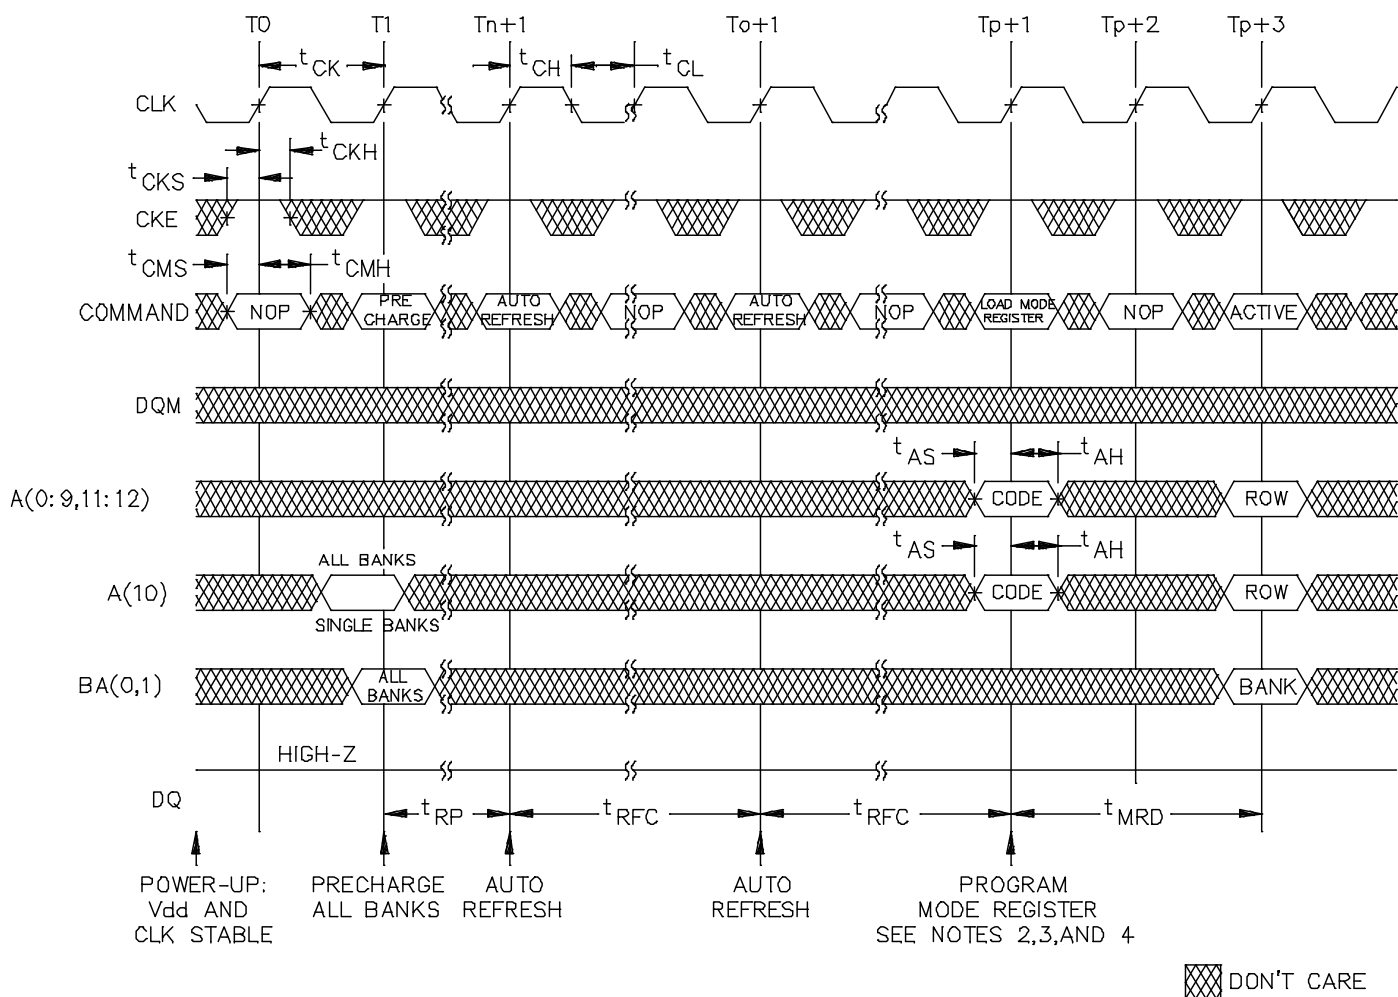 T0 T1 Tn+1 To+1 Tp+1 Tp+2 Tp+3
tCK tCH tCL
CLK
tCKH
tCKS
CKE
tCMS tCMH
COMMAND NOP PRE CHARGE AUTO REFRESH NOP AUTO REFRESH NOP LOAD MODE REGISTER NOP ACTIVE
DQM
tAS tAH
A(0:9,11:12) CODE ROW
tAS tAH
ALL BANKS
A(10) CODE ROW
SINGLE BANKS
BA(0,1) ALL BANKS BANK
HIGH-Z
DQ
tRP tRFC tRFC tMRD
POWER-UP: PRECHARGE AUTO AUTO PROGRAM
Vdd AND ALL BANKS REFRESH REFRESH MODE REGISTER
CLK STABLE SEE NOTES 2,3,AND 4
DON'T CARE